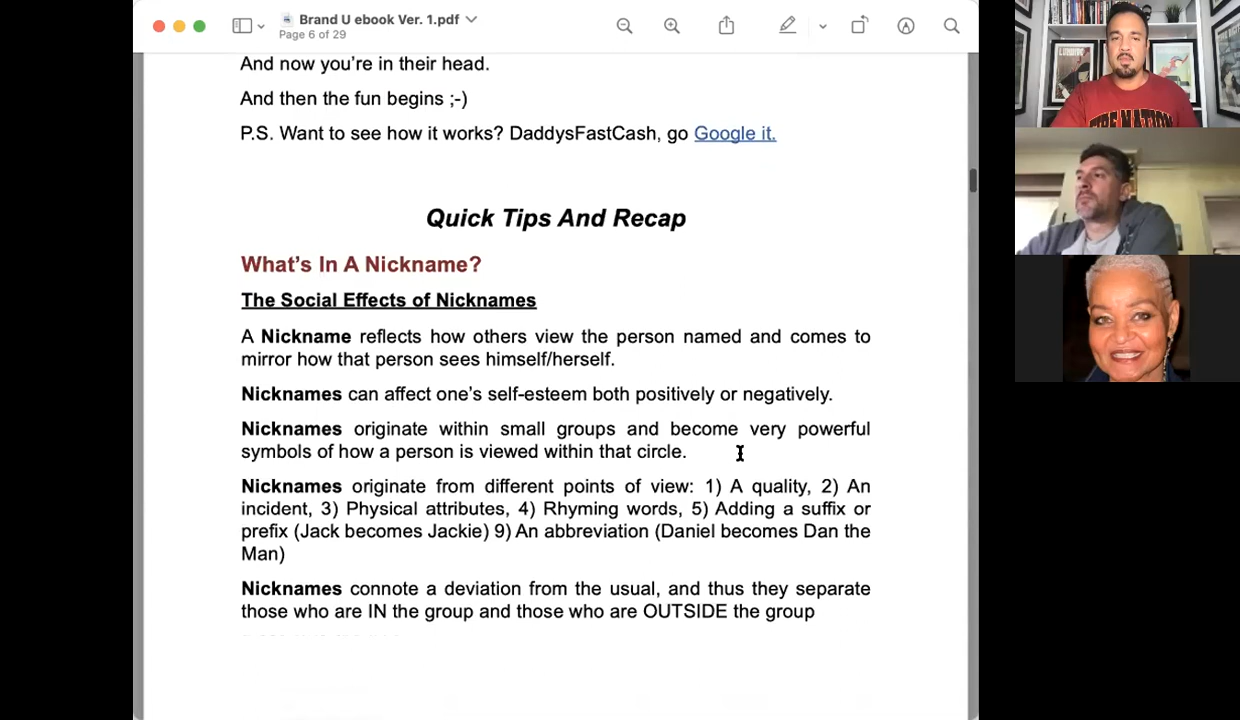 Brand U ebook Ver. 1.pdf
Page 6 of 29
And now you’re in their head.
And then the fun begins ;-)
P.S. Want to see how it works? DaddysFastCash, go Google it.
Quick Tips And Recap
What’s In A Nickname?
The Social Effects of Nicknames
A Nickname reflects how others view the person named and comes to
mirror how that person sees himself/herself.
Nicknames can affect one’s self-esteem both positively or negatively.
Nicknames originate within small groups and become very powerful
symbols of how a person is viewed within that circle.
Nicknames originate from different points of view: 1) A quality, 2) An
incident, 3) Physical attributes, 4) Rhyming words, 5) Adding a suffix or
prefix (Jack becomes Jackie) 9) An abbreviation (Daniel becomes Dan the
Man)
Nicknames connote a deviation from the usual, and thus they separate
those who are IN the group and those who are OUTSIDE the group